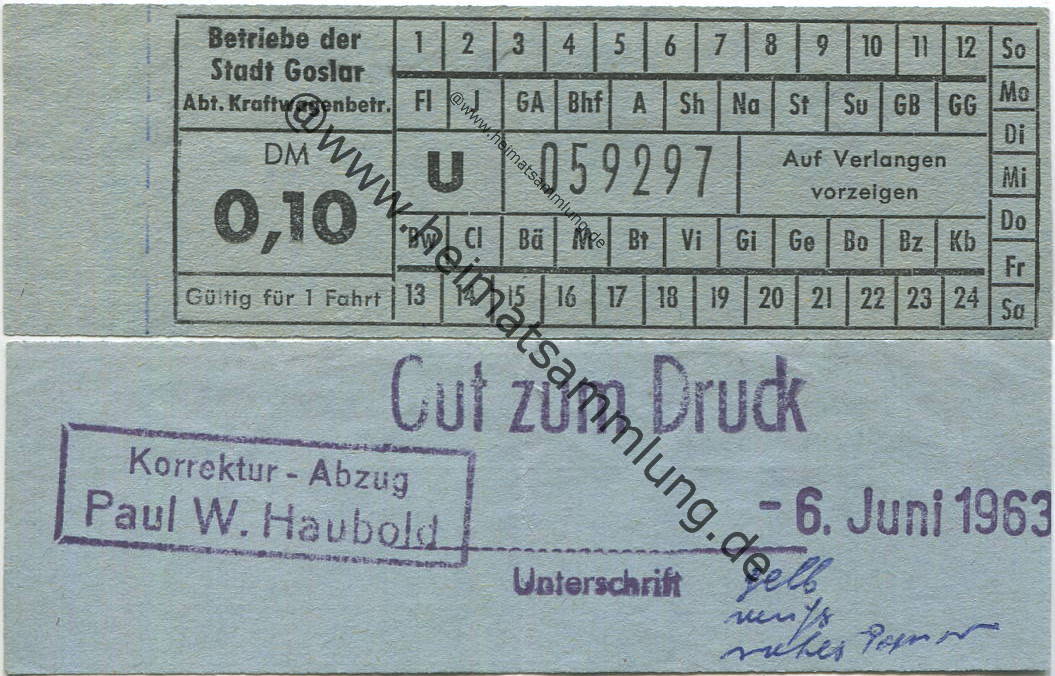 Betriebe der
Stadt Goslar
Abt. Kraftwagenbetr.
DM
0,10
Gültig für 1 Fahrt
1 2 3 4 5 6 7 8 9 10 11 12
Fl J GA Bhf A Sh Na St Su GB GG
U 059297 Auf Verlangen
vorzeigen
Bw Cl Bä M Bt Vi Gi Ge Bo Bz Kb
13 14 15 16 17 18 19 20 21 22 23 24
So
Mo
Di
Mi
Do
Fr
Sa
@www.heimatsammlung.de
@www.heimatsammlung.de
Gut zum Druck
Korrektur - Abzug
Paul W. Haubold
- 6. Juni 1963
Unterschrift
gelb
weiß